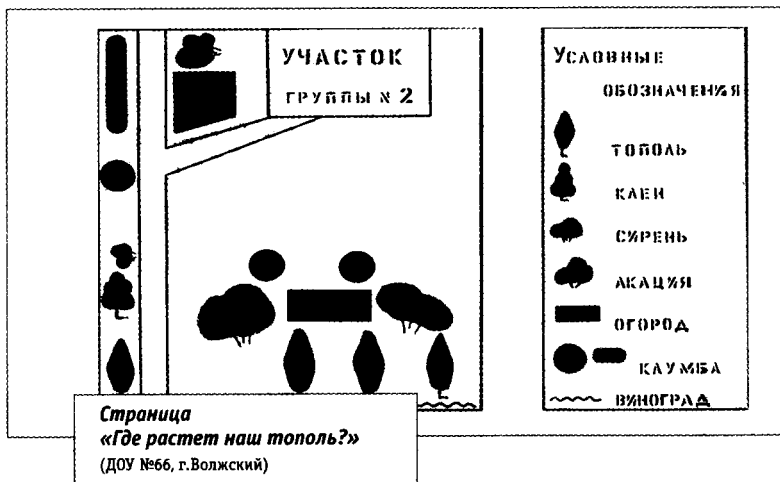 УЧАСТОК
ГРУППЫ № 2
Условные
ОБОЗНАЧЕНИЯ
ТОПОЛЬ
КЛЕН
СИРЕНЬ
АКАЦИЯ
ОГОРОД
КЛУМБА
ВИНОГРАД
Страница
«Где растет наш тополь?»
(ДОУ №66, г.Волжский)